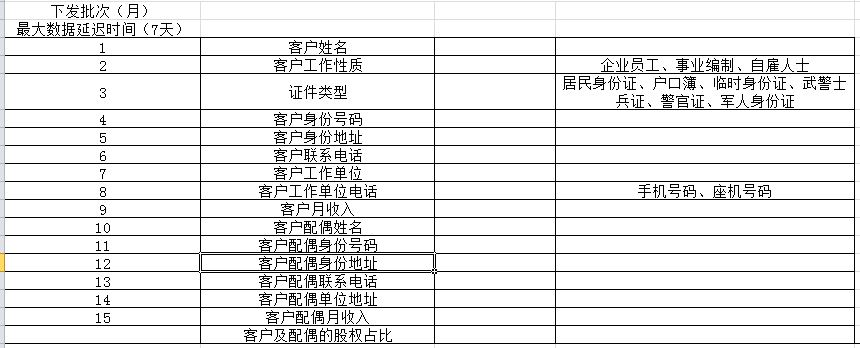 下发批次（月）
最大数据延迟时间（7天）
1 客户姓名
2 客户工作性质 企业员工、事业编制、自雇人士
3 证件类型 居民身份证、户口簿、临时身份证、武警士
兵证、警官证、军人身份证
4 客户身份号码
5 客户身份地址
6 客户联系电话
7 客户工作单位
8 客户工作单位电话 手机号码、座机号码
9 客户月收入
10 客户配偶姓名
11 客户配偶身份号码
12 客户配偶身份地址
13 客户配偶联系电话
14 客户配偶单位地址
15 客户配偶月收入
客户及配偶的股权占比